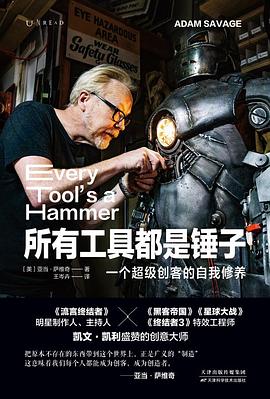 UNREAD
ADAM SAVAGE
EYE HAZARD
AREA
WEAR
Safety Glasses
Every
Tool's a
Hammer
所有工具都是锤子
[美]亚当·萨维奇——著
王岑卉——译
一个超级创客的自我修养
《流言终结者》
明星制作人、主持人
《黑客帝国》《星球大战》
《终结者3》特效工程师
凯文·凯利盛赞的创意大师
把原本不存在的东西带到这个世界上,正是广义的“制造”
这意味着我们每个人都能成为创客,成为创造者。
——亚当·萨维奇
天津出版传媒集团
天津科学技术出版社